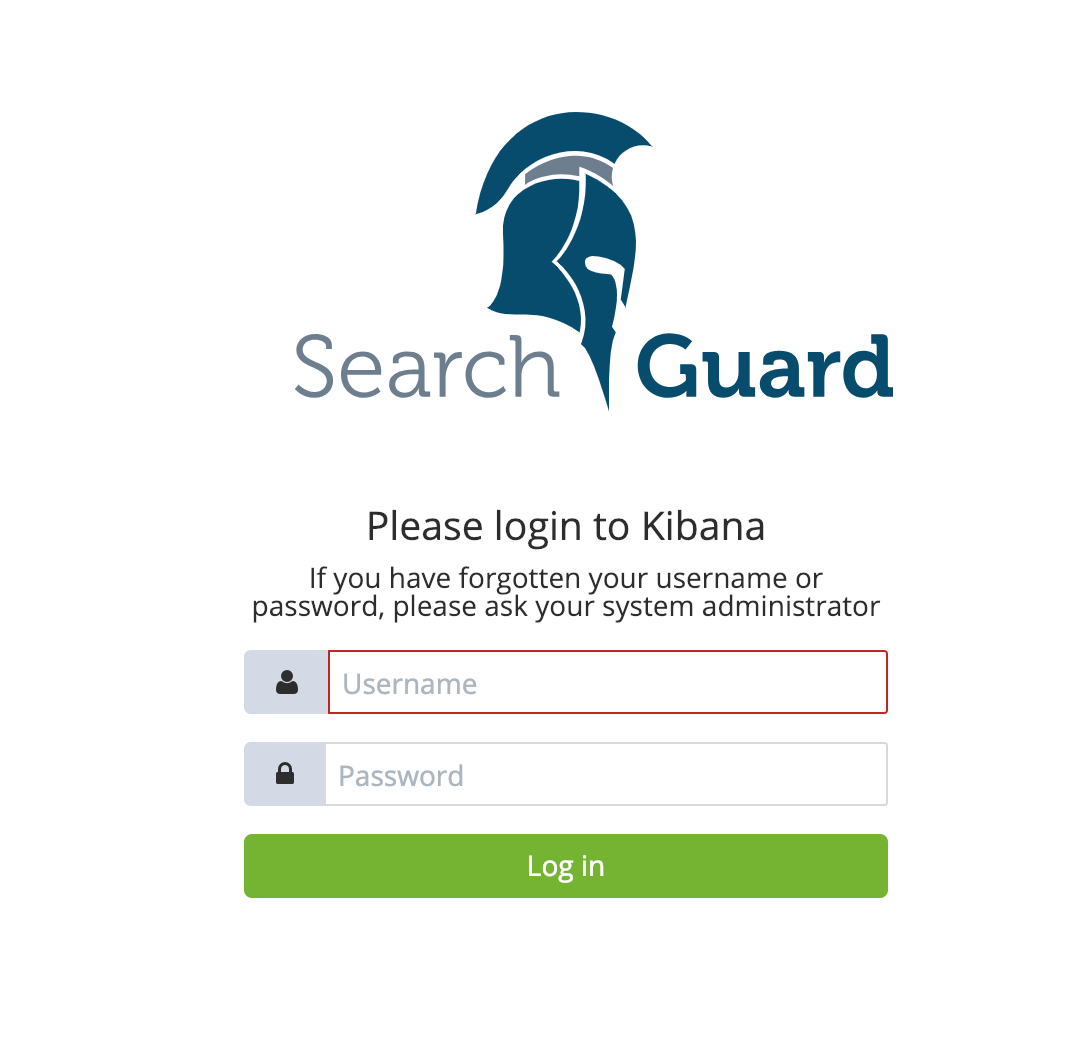 Search Guard
Please login to Kibana
If you have forgotten your username or
password, please ask your system administrator
Username
Password
Log in